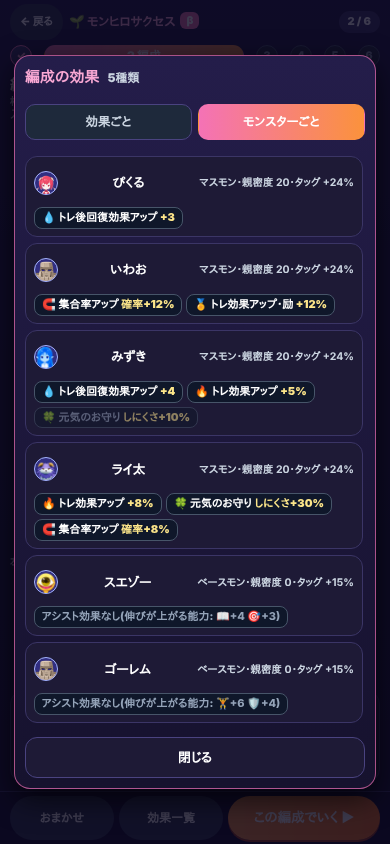 ← 戻る 🌱 モンヒロサクセス β 2 / 6
編成の効果 5種類
効果ごと モンスターごと
ぴくる マスモン･親密度 20･タッグ +24%
💧 トレ後回復効果アップ +3
いわお マスモン･親密度 20･タッグ +24%
🧲 集合率アップ 確率+12% 🏅 トレ効果アップ･励 +12%
みずき マスモン･親密度 20･タッグ +24%
💧 トレ後回復効果アップ +4 🔥 トレ効果アップ +5%
🍀 元気のお守り しにくさ+10%
ライ太 マスモン･親密度 20･タッグ +24%
🔥 トレ効果アップ +8% 🍀 元気のお守り しにくさ+30%
🧲 集合率アップ 確率+8%
スエゾー ベースモン･親密度 0･タッグ +15%
アシスト効果なし(伸びが上がる能力: 📖+4 🎯+3)
ゴーレム ベースモン･親密度 0･タッグ +15%
アシスト効果なし(伸びが上がる能力: 🏋+6 🛡+4)
閉じる
おまかせ 効果一覧 この編成でいく ▶